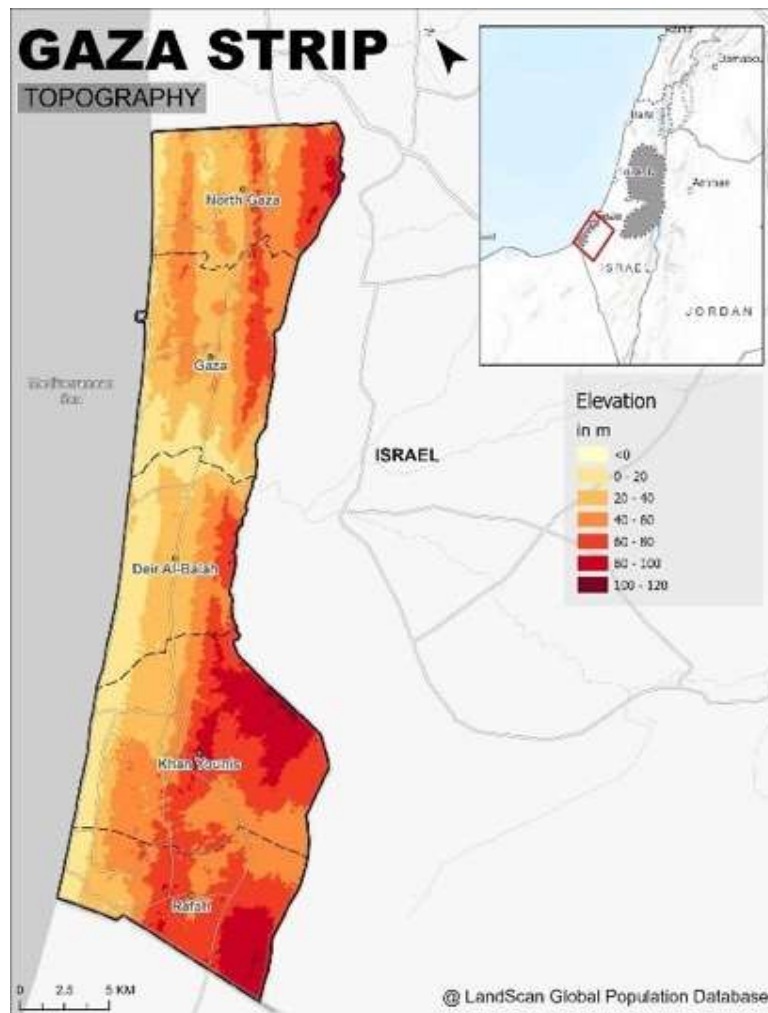 GAZA STRIP
TOPOGRAPHY
North Gaza
Gaza
Deir Al-Balah
Khan Younis
Rafah
ISRAEL
ISRAEL
JORDAN
Elevation
in m
<0
0 - 20
20 - 40
40 - 60
60 - 80
80 - 100
100 - 120
0 2.5 5 KM
@ LandScan Global Population Database